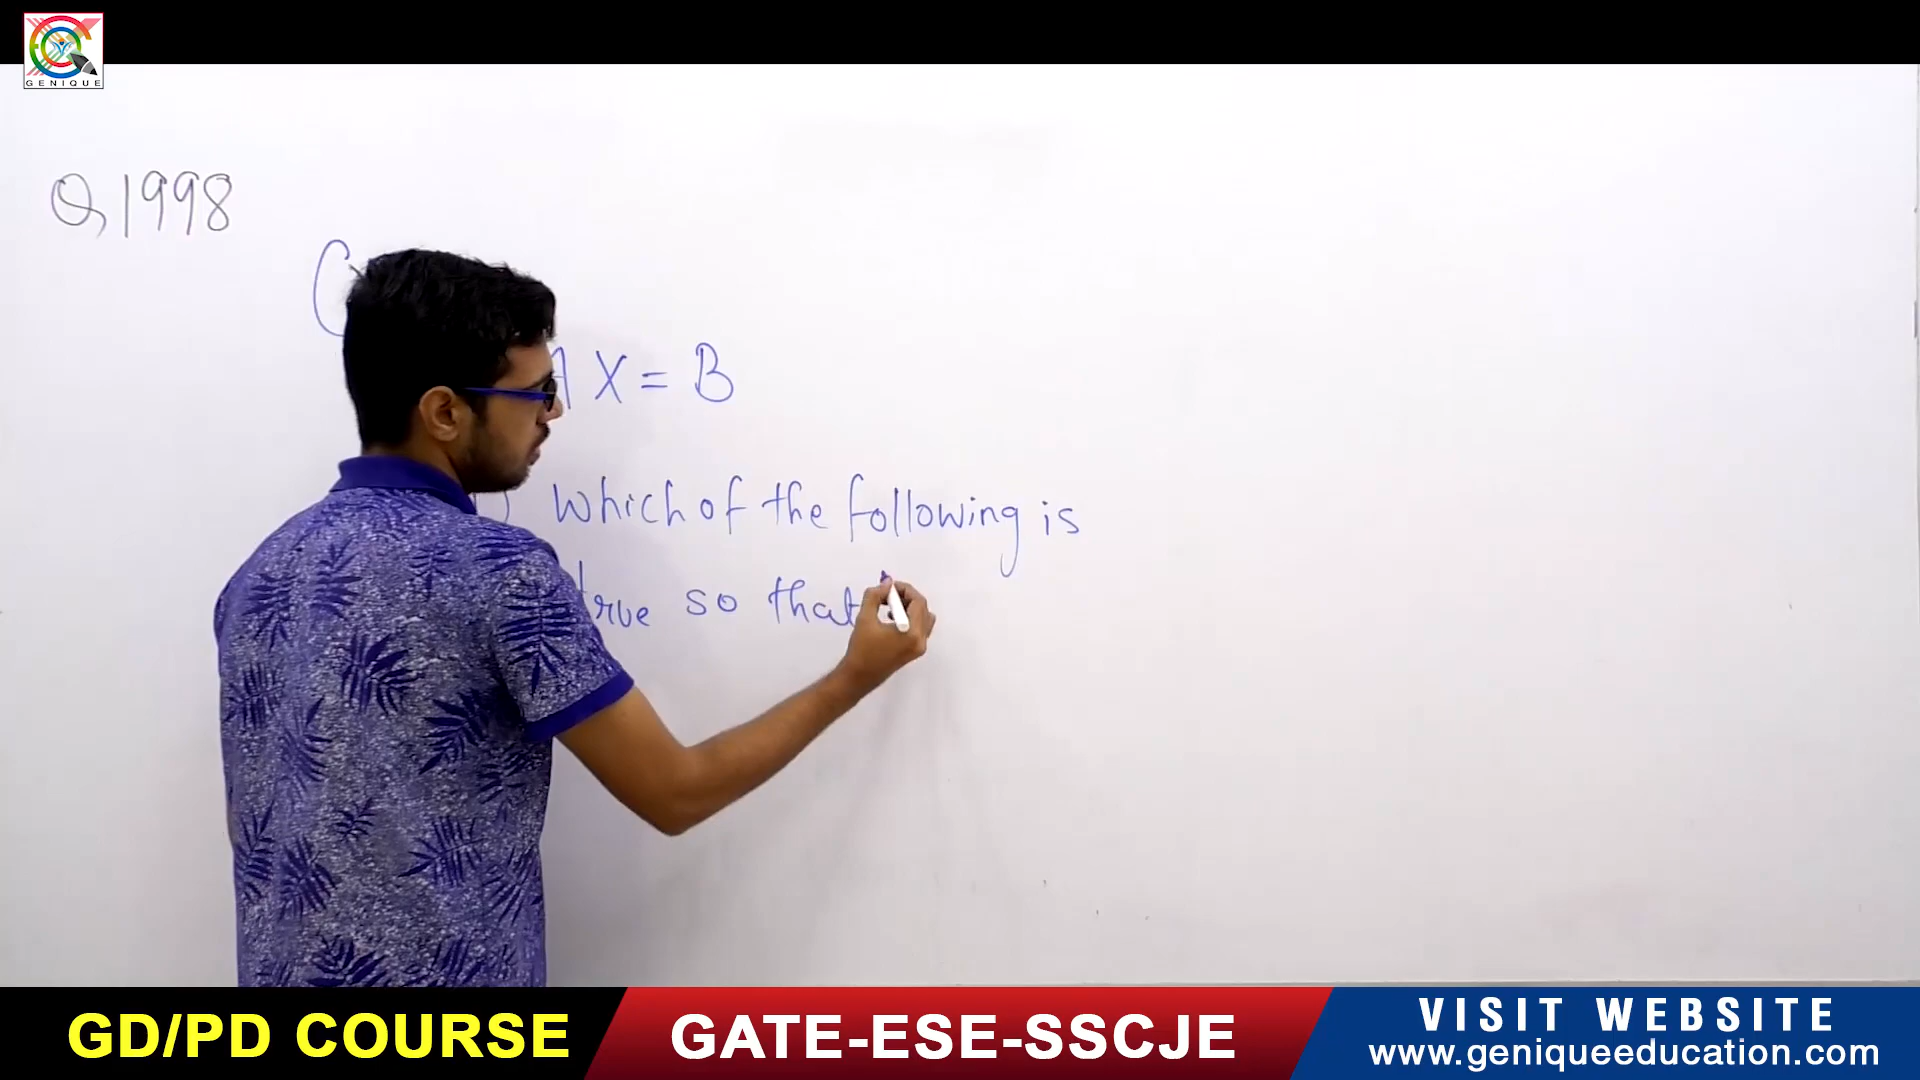 GENIQUE
Q 1998
A X = B
Which of the following is
true so that
GD/PD COURSE
GATE-ESE-SSCJE
VISIT WEBSITE
www.geniqueeducation.com